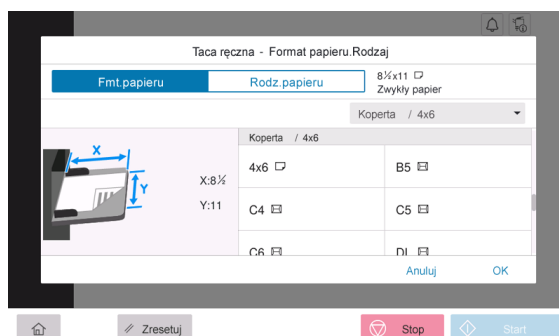 Taca ręczna - Format papieru.Rodzaj
Fmt.papieru
Rodz.papieru
8½x11
Zwykły papier
Koperta / 4x6
X
Y
X:8½
Y:11
Koperta / 4x6
4x6
B5
C4
C5
C6
DL
Anuluj
OK
Zresetuj
Stop
Start